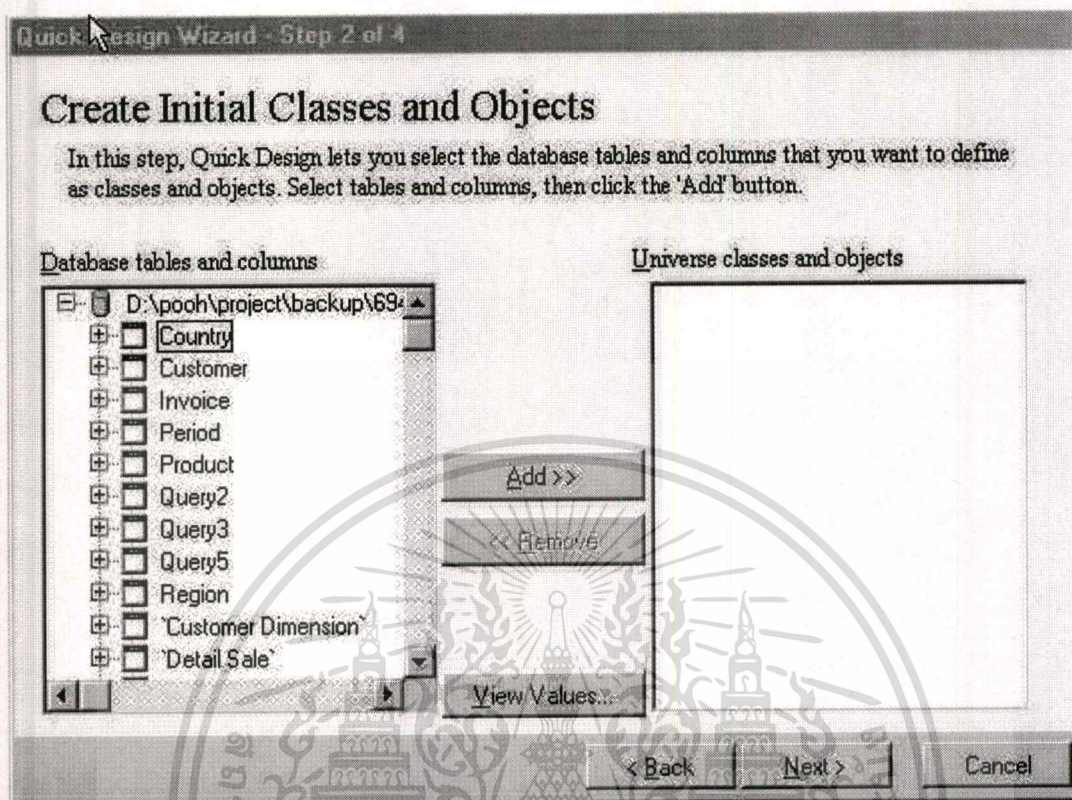 Quick Design Wizard - Step 2 of 4
Create Initial Classes and Objects
In this step, Quick Design lets you select the database tables and columns that you want to define
as classes and objects. Select tables and columns, then click the 'Add' button.
Database tables and columns
D:\pooh\project\backup\694
Country
Customer
Invoice
Period
Product
Query2
Query3
Query5
Region
`Customer Dimension`
`Detail Sale`
Universe classes and objects
Add >>
<< Remove
View Values...
< Back
Next >
Cancel